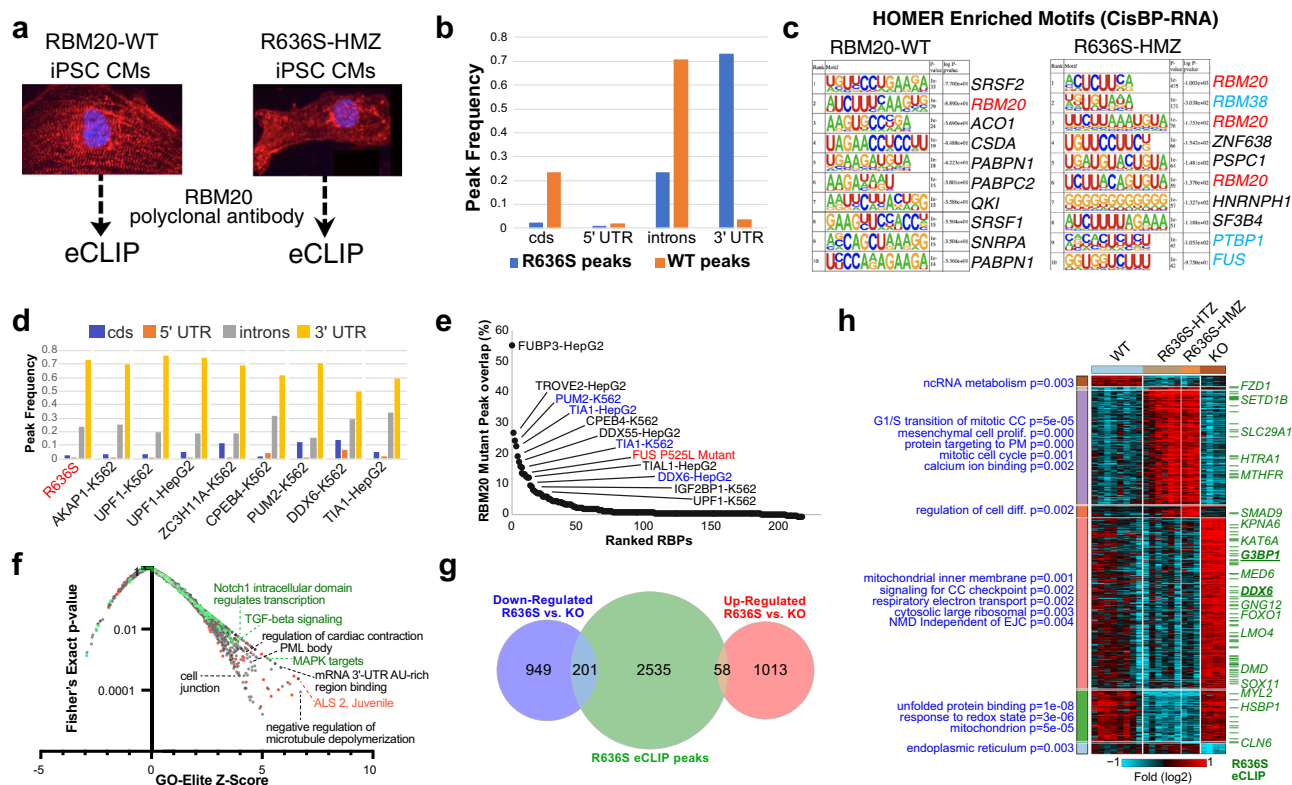 a
RBM20-WT
iPSC CMs
R636S-HMZ
iPSC CMs
RBM20
polyclonal antibody
eCLIP
eCLIP
b
Peak Frequency
0.8
0.7
0.6
0.5
0.4
0.3
0.2
0.1
0
cds
5' UTR
introns
3' UTR
R636S peaks
WT peaks
c
HOMER Enriched Motifs (CisBP-RNA)
RBM20-WT
R636S-HMZ
SRSF2
RBM20
ACO1
CSDA
PABPN1
PABPC2
QKI
SRSF1
SNRPA
PABPN1
RBM20
RBM38
RBM20
ZNF638
PSPC1
RBM20
HNRNPH1
SF3B4
PTBP1
FUS
d
cds
5' UTR
introns
3' UTR
Peak Frequency
0.8
0.7
0.6
0.5
0.4
0.3
0.2
0.1
0
R636S
AKAP1-K562
UPF1-K562
UPF1-HepG2
ZC3H11A-K562
CPEB4-K562
PUM2-K562
DDX6-K562
TIA1-HepG2
e
RBM20 Mutant Peak overlap (%)
60
50
40
30
20
10
0
FUBP3-HepG2
TROVE2-HepG2
PUM2-K562
TIA1-HepG2
CPEB4-K562
DDX55-HepG2
TIA1-K562
FUS P525L Mutant
TIAL1-HepG2
DDX6-HepG2
IGF2BP1-K562
UPF1-K562
0
100
200
Ranked RBPs
f
Fisher's Exact p-value
1
0.01
0.0001
Notch1 intracellular domain
regulates transcription
TGF-beta signaling
regulation of cardiac contraction
PML body
MAPK targets
cell
junction
mRNA 3'-UTR AU-rich
region binding
ALS 2, Juvenile
negative regulation of
microtubule depolymerization
-5
0
5
10
GO-Elite Z-Score
g
Down-Regulated
R636S vs. KO
Up-Regulated
R636S vs. KO
949
201
2535
58
1013
R636S eCLIP peaks
h
WT
R636S-HTZ
R636S-HMZ
KO
ncRNA metabolism p=0.003
G1/S transition of mitotic CC p=5e-05
mesenchymal cell prolif. p=0.000
protein targeting to PM p=0.000
mitotic cell cycle p=0.001
calcium ion binding p=0.002
regulation of cell diff. p=0.002
mitochondrial inner membrane p=0.001
signaling for CC checkpoint p=0.002
respiratory electron transport p=0.002
cytosolic large ribosomal p=0.003
NMD Independent of EJC p=0.004
unfolded protein binding p=1e-08
response to redox state p=3e-06
mitochondrion p=5e-05
endoplasmic reticulum p=0.003
FZD1
SETD1B
SLC29A1
HTRA1
MTHFR
SMAD9
KPNA6
KAT6A
G3BP1
MED6
DDX6
GNG12
FOXO1
LMO4
DMD
SOX11
MYL2
HSBP1
CLN6
−1
1
Fold (log2)
R636S
eCLIP